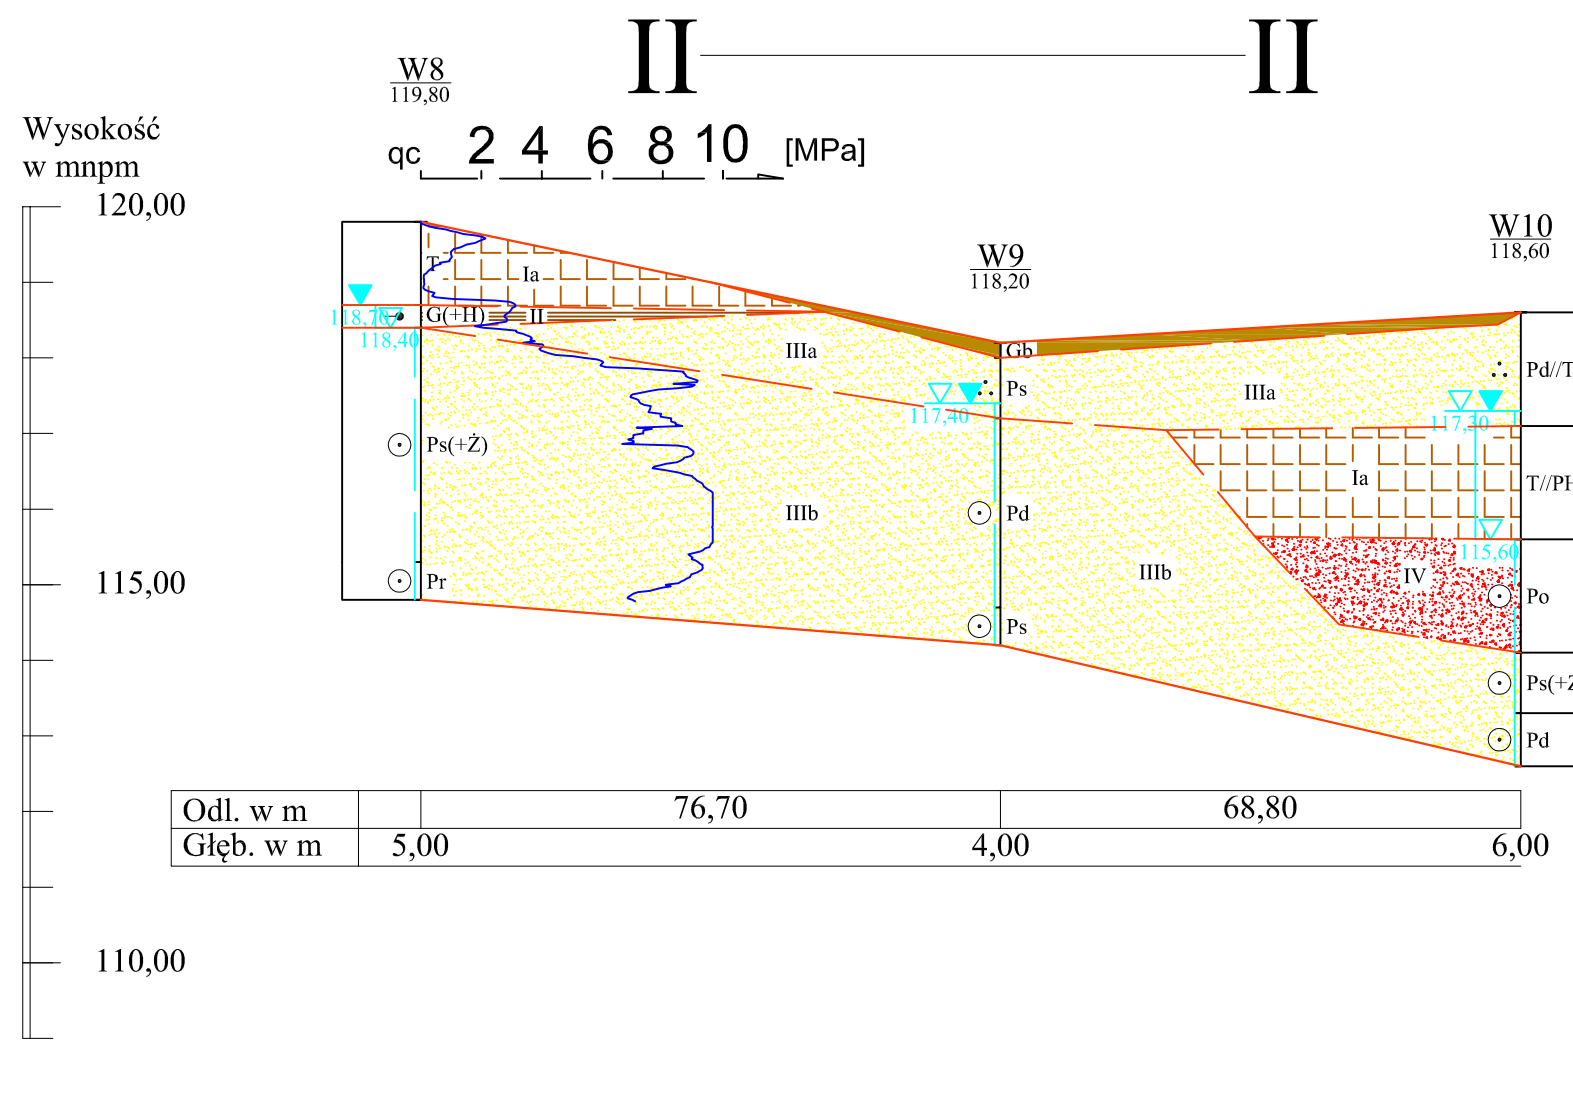 II II
W8
119,80
Wysokość
w mnpm
qc 2 4 6 8 10 [MPa]
120,00
W10
118,60
W9
118,20
T
Ia
118,70
G(+H) II
118,40
IIIa
Gb
Ps
117,40
IIIa
Pd//T
117,30
Ps(+Ż)
Ia
T//PH
IIIb
Pd
115,60
115,00
Pr
IIIb
IV
Po
Ps
Ps(+Ż
Pd
Odl. w m 76,70 68,80
Głęb. w m 5,00 4,00 6,00
110,00